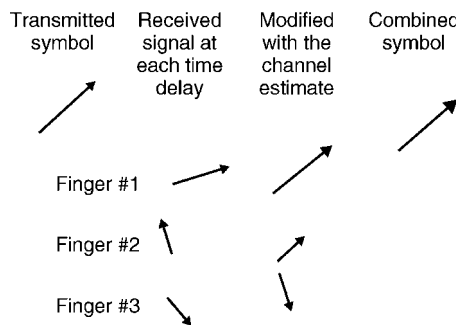 Transmitted
symbol
Received
signal at
each time
delay
Modified
with the
channel
estimate
Combined
symbol
Finger #1
Finger #2
Finger #3